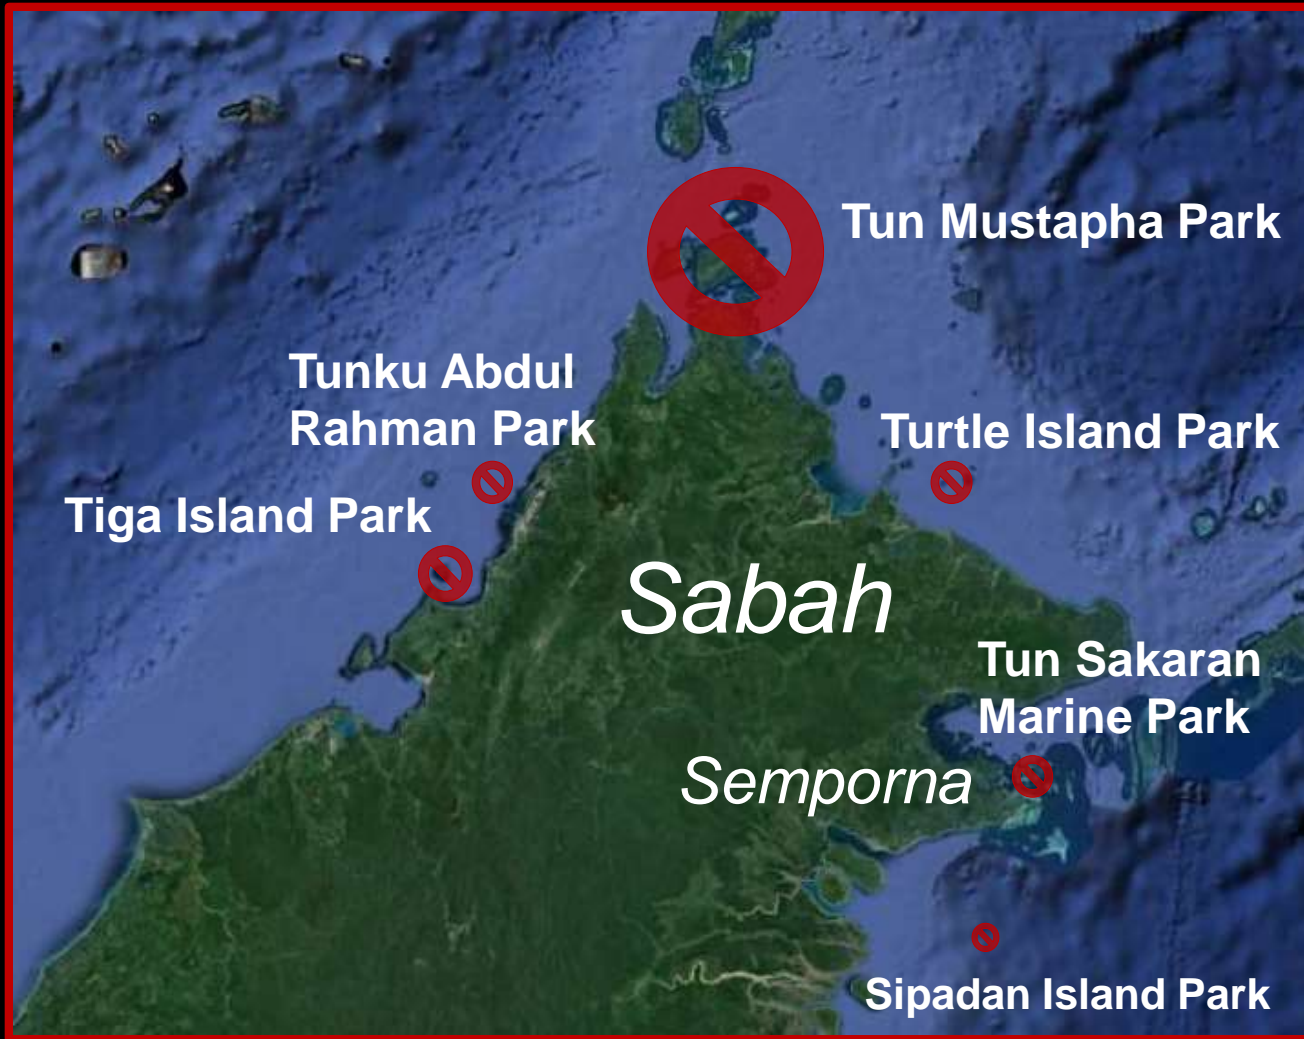 Tun Mustapha Park
Tunku Abdul
Rahman Park
Turtle Island Park
Tiga Island Park
Sabah
Tun Sakaran
Marine Park
Semporna
Sipadan Island Park